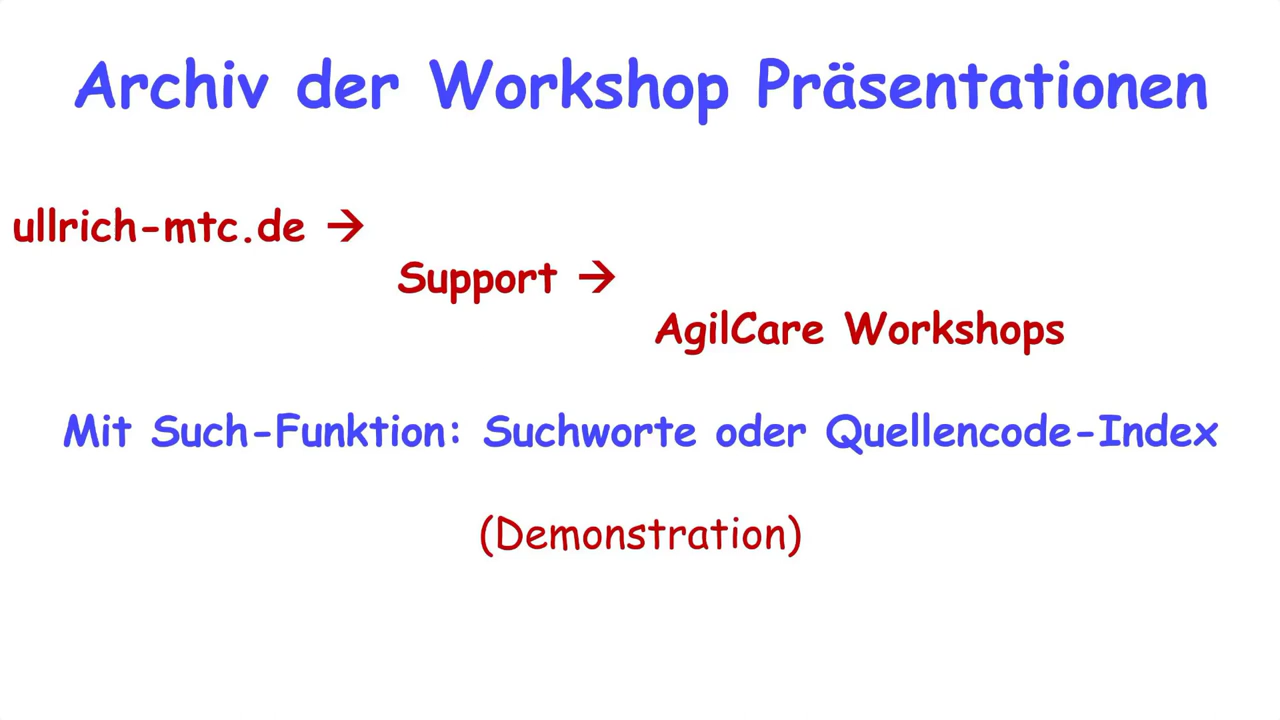 Archiv der Workshop Präsentationen
ullrich-mtc.de →
Support →
AgilCare Workshops
Mit Such-Funktion: Suchworte oder Quellencode-Index
(Demonstration)